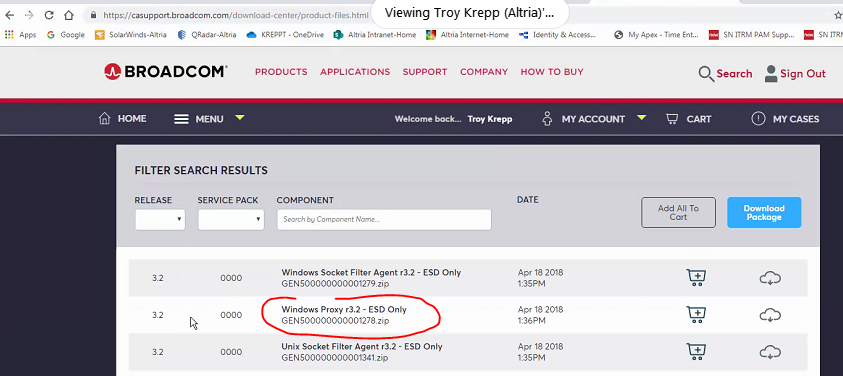 Viewing Troy Krepp (Altria)'...
https://casupport.broadcom.com/download-center/product-files.html
Apps G Google SolarWinds-Altria QRadar-Altria KREPPT - OneDrive Altria Intranet-Home Altria Internet-Home Identity & Access... My Apex - Time Ent... now SN ITRM PAM Supp... now SN ITRM
BROADCOM® PRODUCTS APPLICATIONS SUPPORT COMPANY HOW TO BUY Search Sign Out
HOME MENU Welcome back... Troy Krepp MY ACCOUNT CART MY CASES
FILTER SEARCH RESULTS
RELEASE SERVICE PACK COMPONENT DATE
Search by Component Name...
Add All To Cart
Download Package
3.2 0000 Windows Socket Filter Agent r3.2 - ESD Only Apr 18 2018
GEN500000000001279.zip 1:35PM
3.2 0000 Windows Proxy r3.2 - ESD Only Apr 18 2018
GEN500000000001278.zip 1:36PM
3.2 0000 Unix Socket Filter Agent r3.2 - ESD Only Apr 18 2018
GEN500000000001341.zip 1:35PM